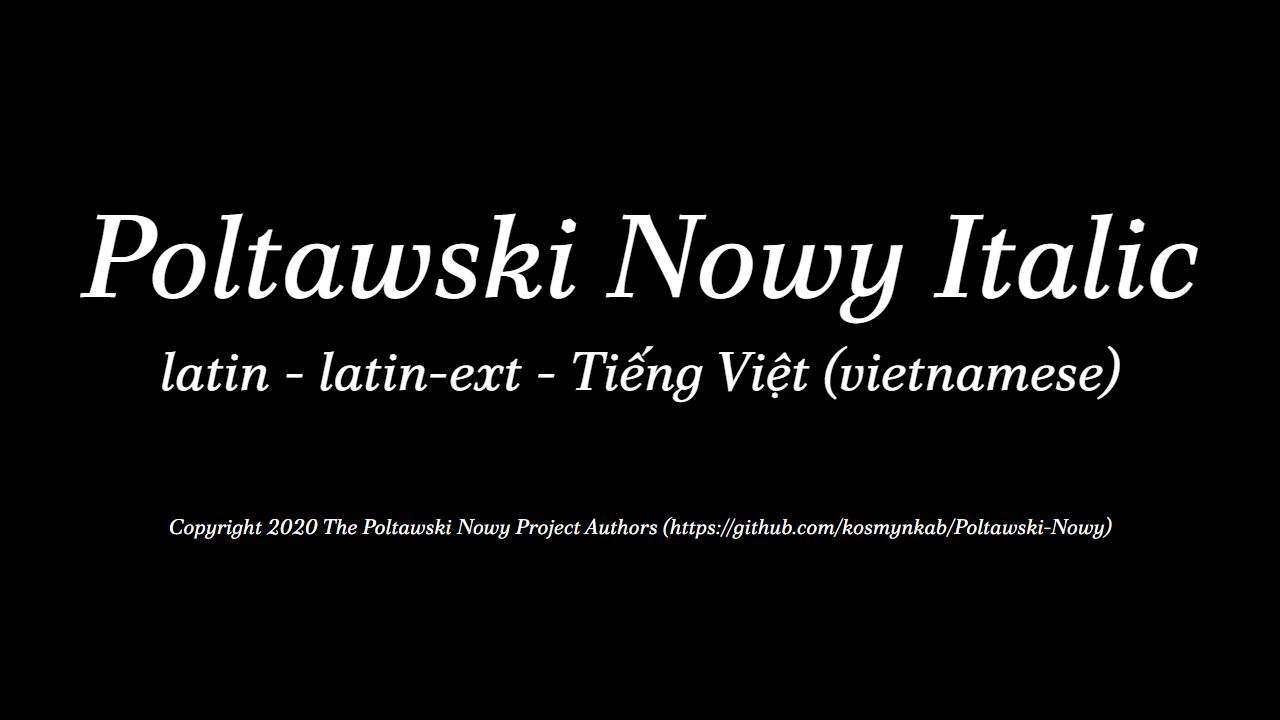 Poltawski Nowy Italic
latin - latin-ext - Tiếng Việt (vietnamese)
Copyright 2020 The Poltawski Nowy Project Authors (https://github.com/kosmynkab/Poltawski-Nowy)